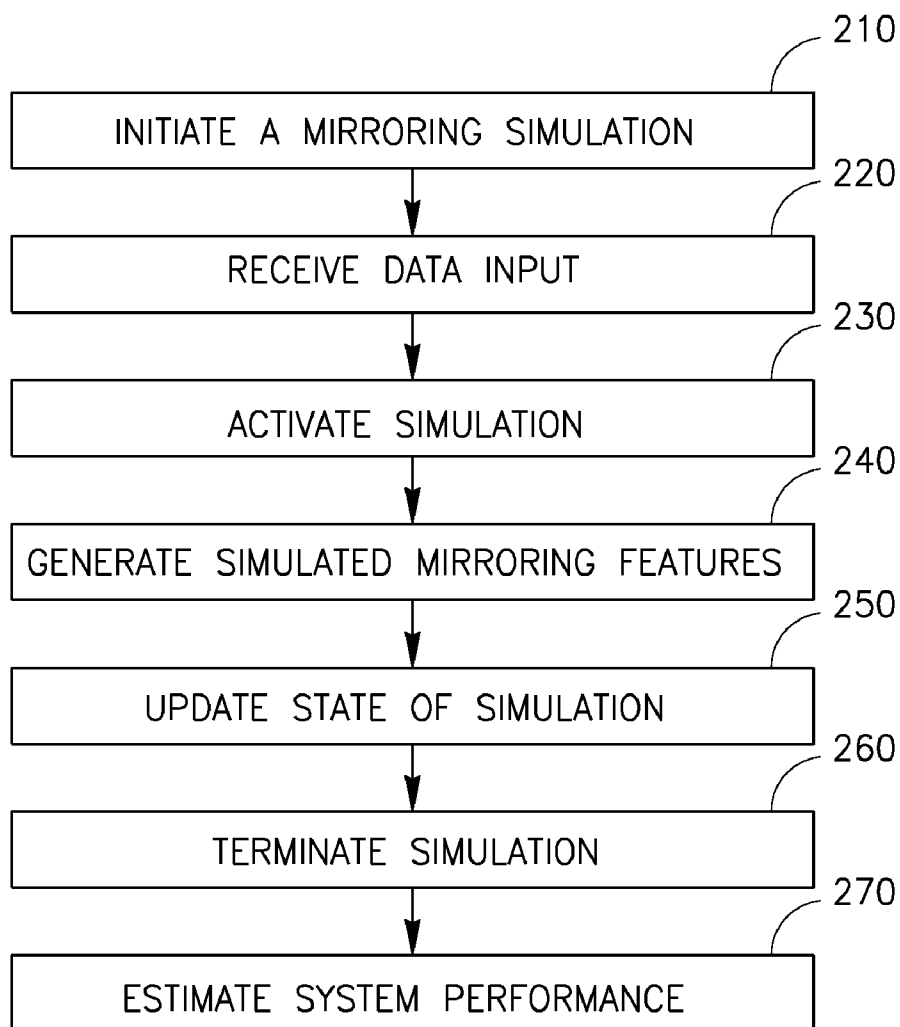 210
INITIATE A MIRRORING SIMULATION
220
RECEIVE DATA INPUT
230
ACTIVATE SIMULATION
240
GENERATE SIMULATED MIRRORING FEATURES
250
UPDATE STATE OF SIMULATION
260
TERMINATE SIMULATION
270
ESTIMATE SYSTEM PERFORMANCE